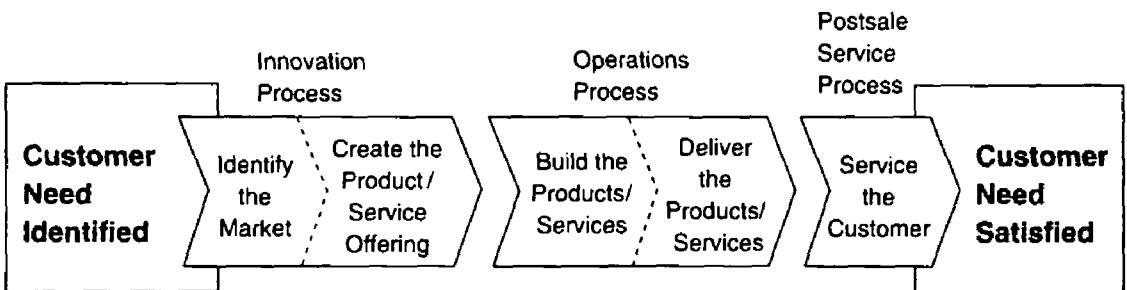 Innovation
Process
Operations
Process
Postsale
Service
Process
Customer
Need
Identified
Identify
the
Market
Create the
Product/
Service
Offering
Build the
Products/
Services
Deliver
the
Products/
Services
Service
the
Customer
Customer
Need
Satisfied